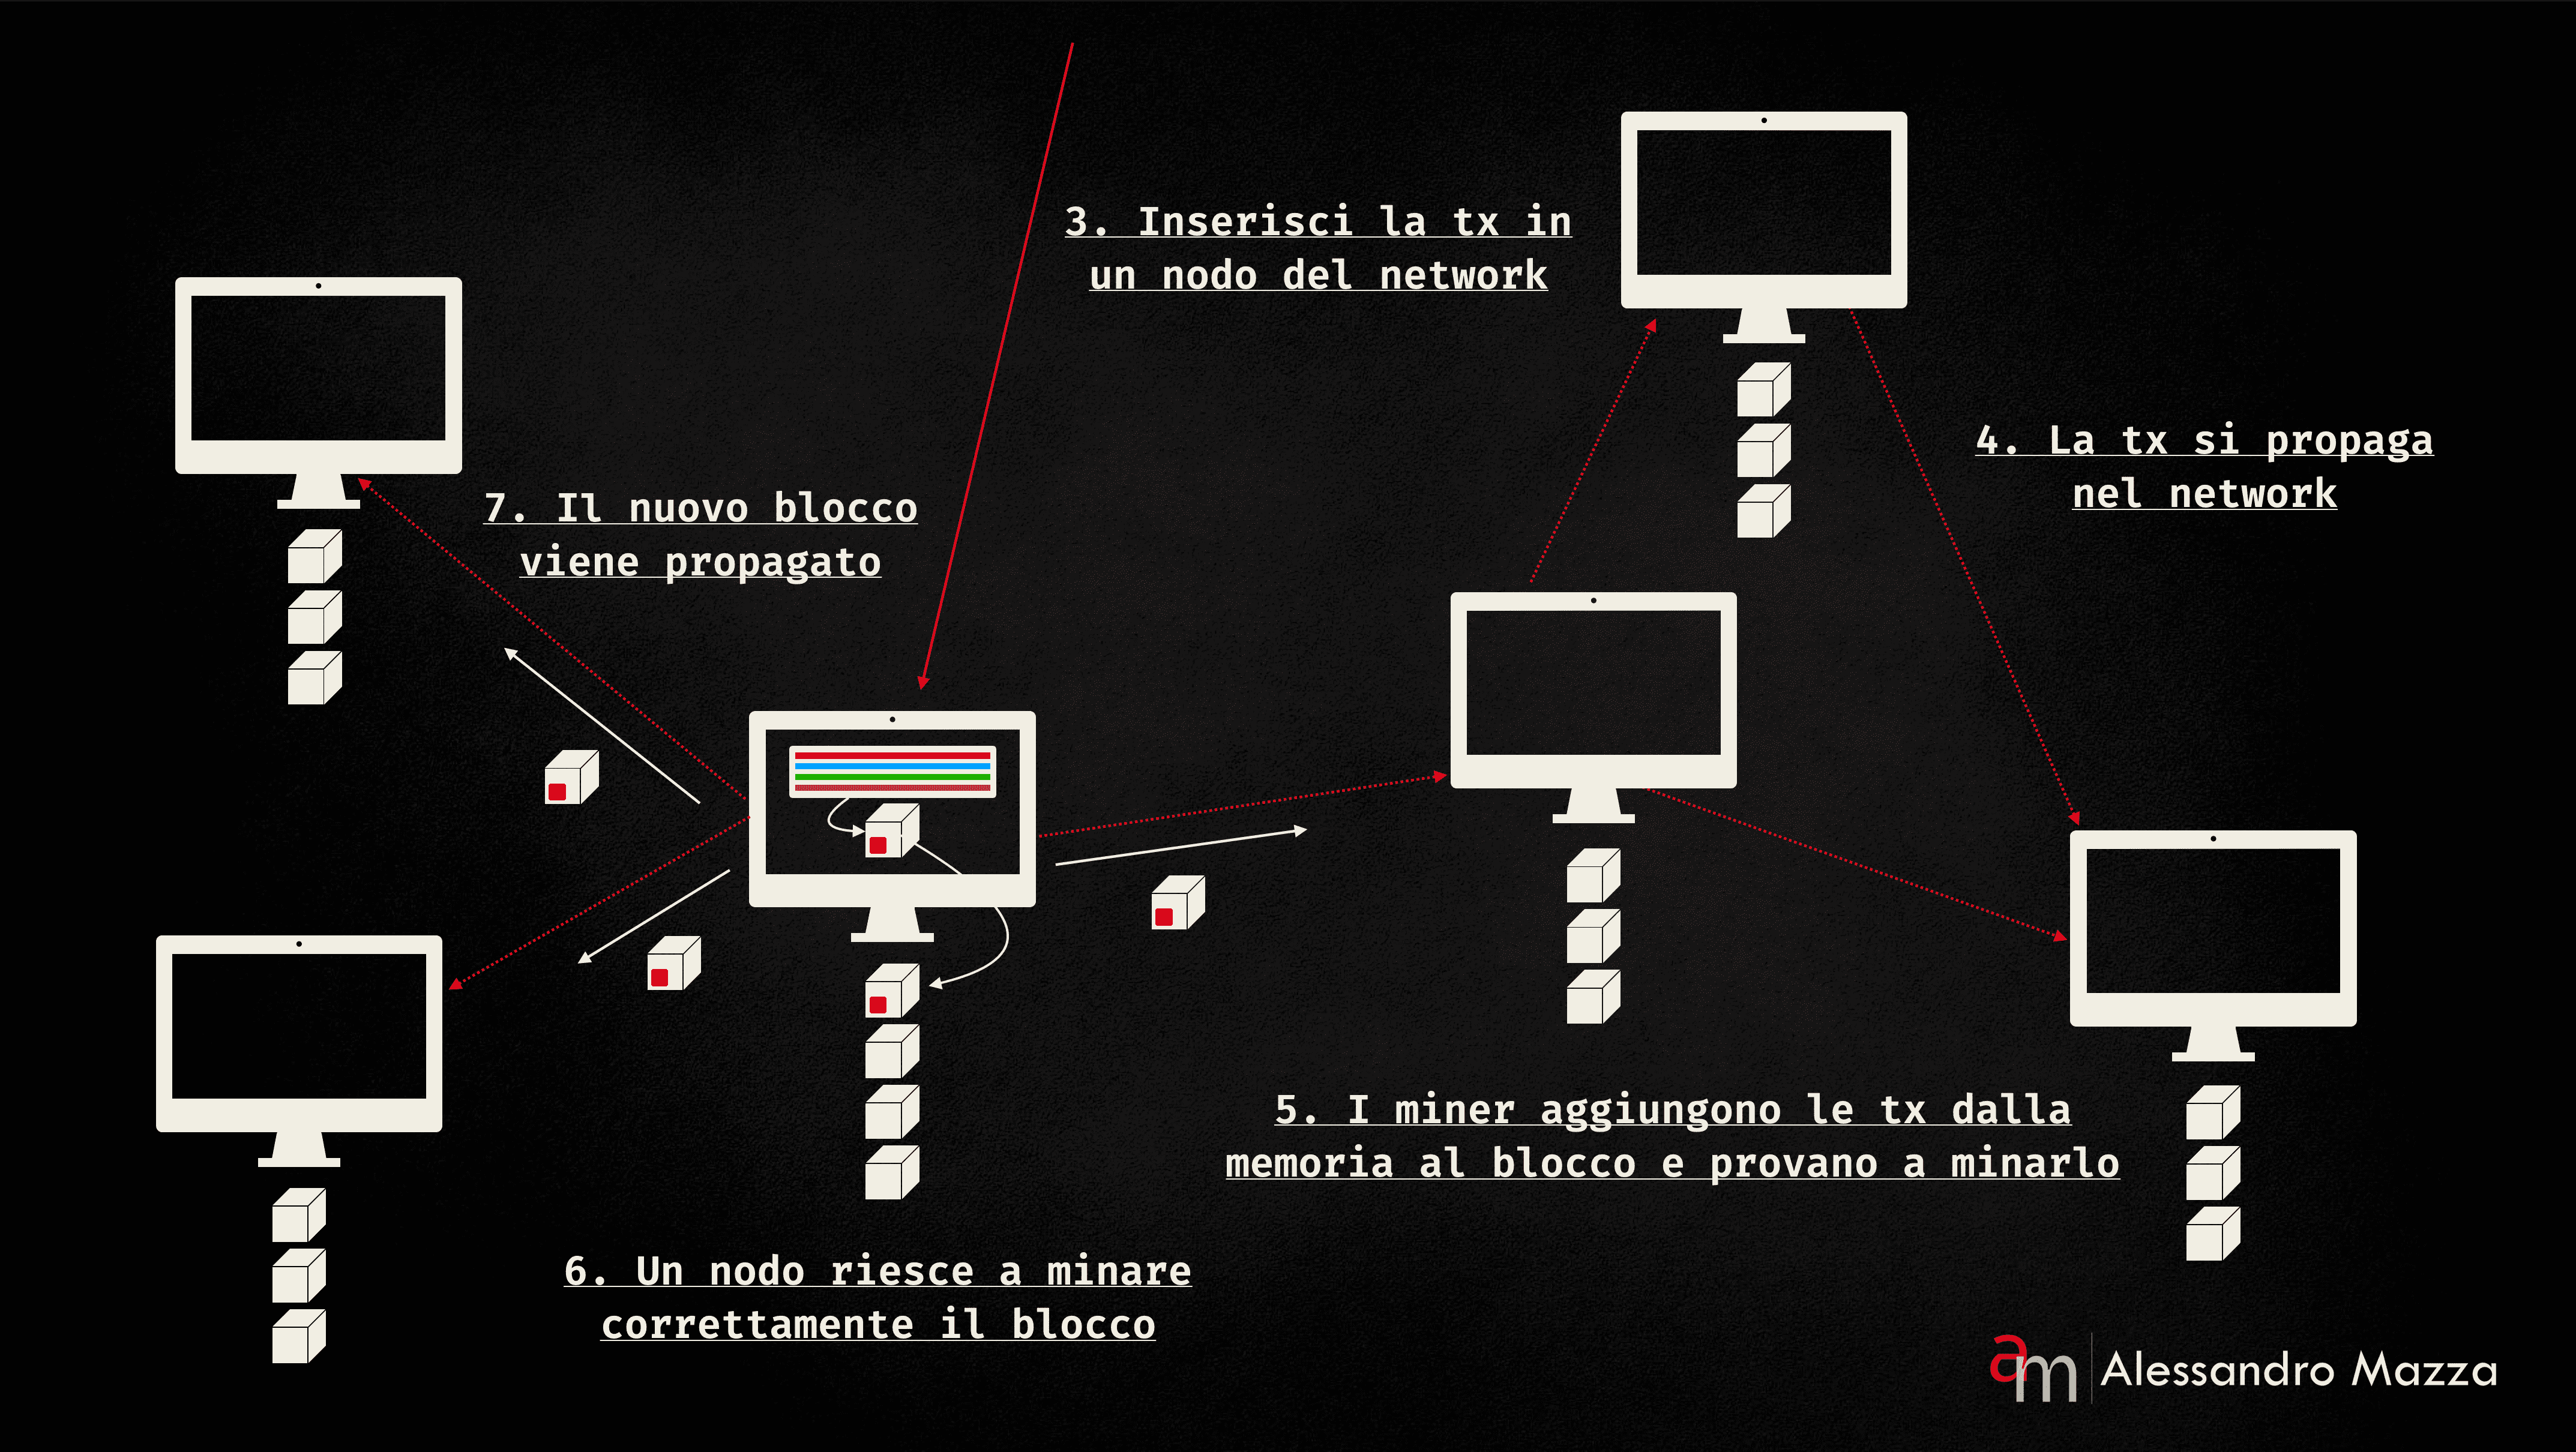 3. Inserisci la tx in
un nodo del network
4. La tx si propaga
nel network
7. Il nuovo blocco
viene propagato
5. I miner aggiungono le tx dalla
memoria al blocco e provano a minarlo
6. Un nodo riesce a minare
correttamente il blocco
am Alessandro Mazza